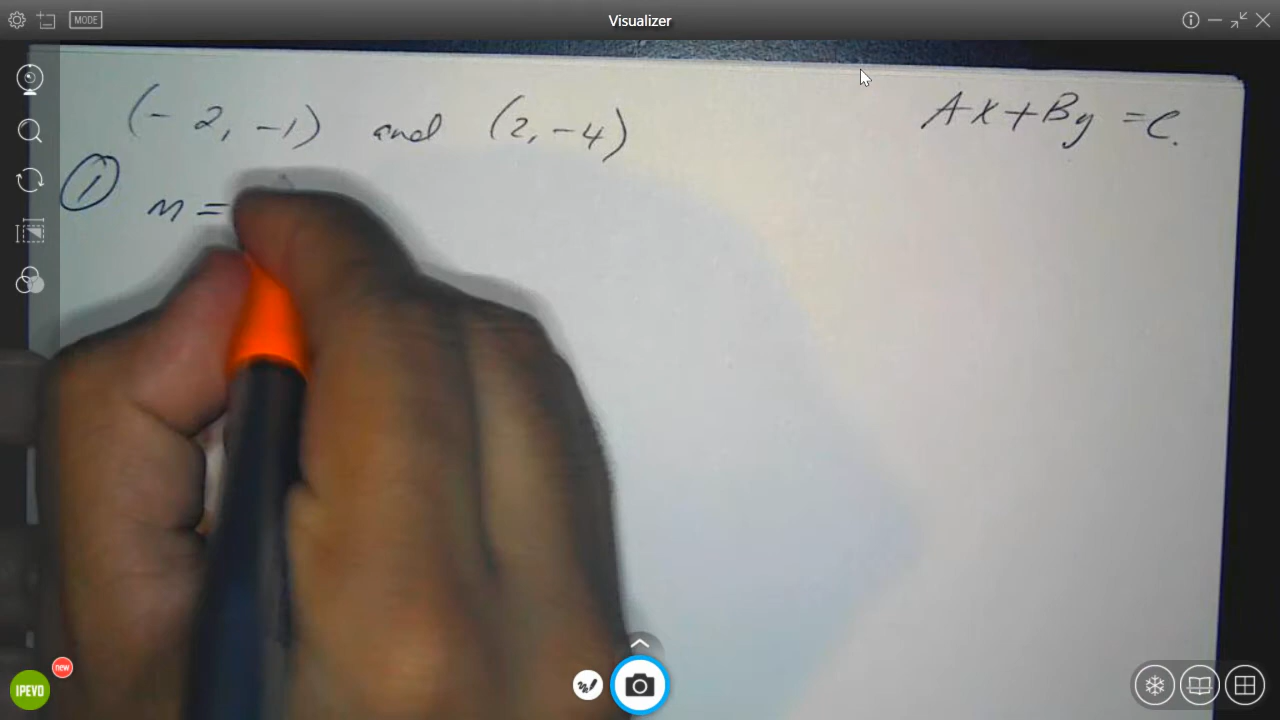 MODE
Visualizer
(-2, -1) and (2, -4)
Ax+By=C.
① m =
new
IPEVO